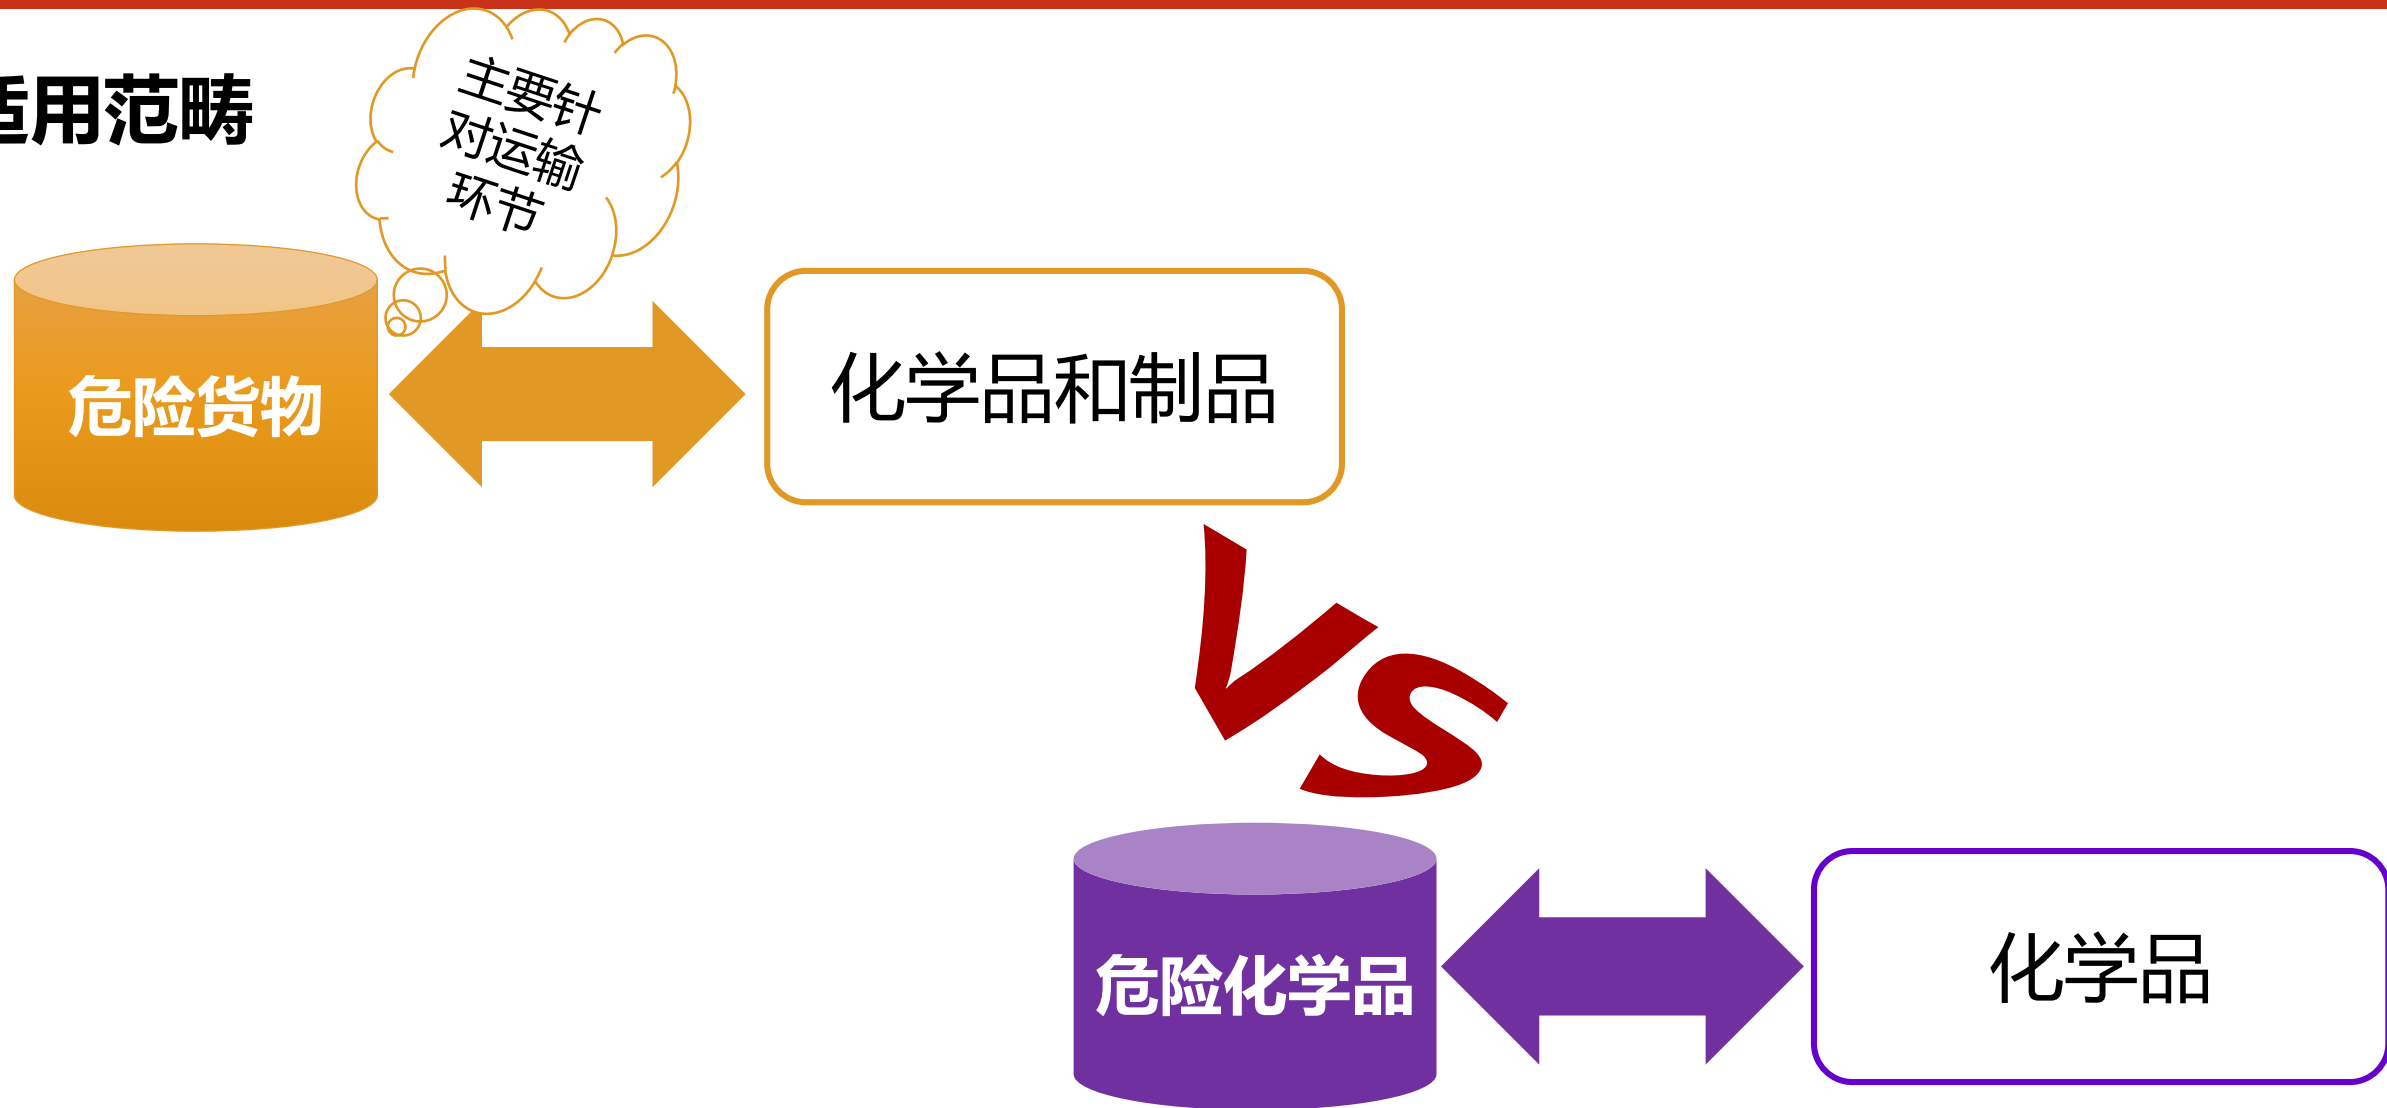 适用范畴
主要针
对运输
环节
危险货物
化学品和制品
VS
危险化学品
化学品